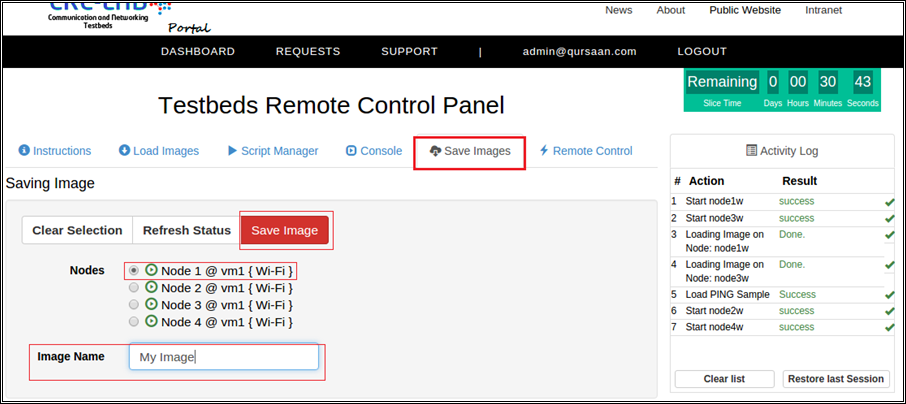 CRC-Lab
Communication and Networking
Testbeds
Portal
News About Public Website Intranet
DASHBOARD REQUESTS SUPPORT | admin@qursaan.com LOGOUT
Remaining 0 00 30 43
Slice Time Days Hours Minutes Seconds
Testbeds Remote Control Panel
Instructions Load Images Script Manager Console Save Images Remote Control
Saving Image
Clear Selection Refresh Status Save Image
Nodes Node 1 @ vm1 { Wi-Fi }
Node 2 @ vm1 { Wi-Fi }
Node 3 @ vm1 { Wi-Fi }
Node 4 @ vm1 { Wi-Fi }
Image Name My Image
Activity Log
# Action Result
1 Start node1w success
2 Start node3w success
3 Loading Image on Done.
Node: node1w
4 Loading Image on Done.
Node: node3w
5 Load PING Sample Success
6 Start node2w success
7 Start node4w success
Clear list Restore last Session